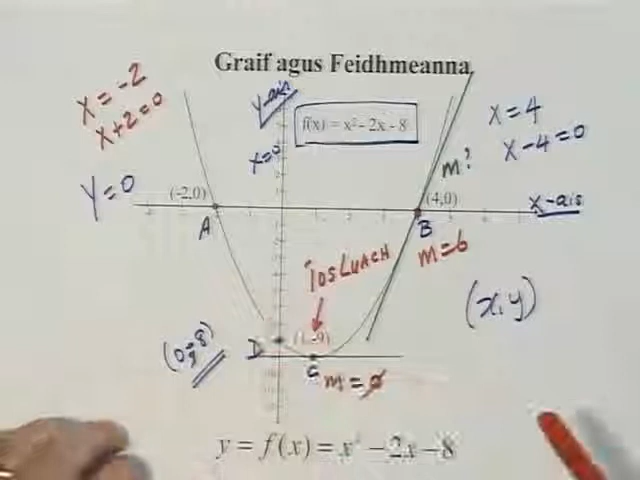 Graif agus Feidhmeanna
x = -2
x + 2 = 0
y-ais
f(x) = x² - 2x - 8
x = 4
x - 4 = 0
x = 0
m?
y = 0
(-2,0)
(4,0)
x-ais
A
B
m = 6
ÍOSLUACH
(x, y)
(0, -8)
D
(1, -9)
C
m = 0
y = f(x) = x² - 2x - 8